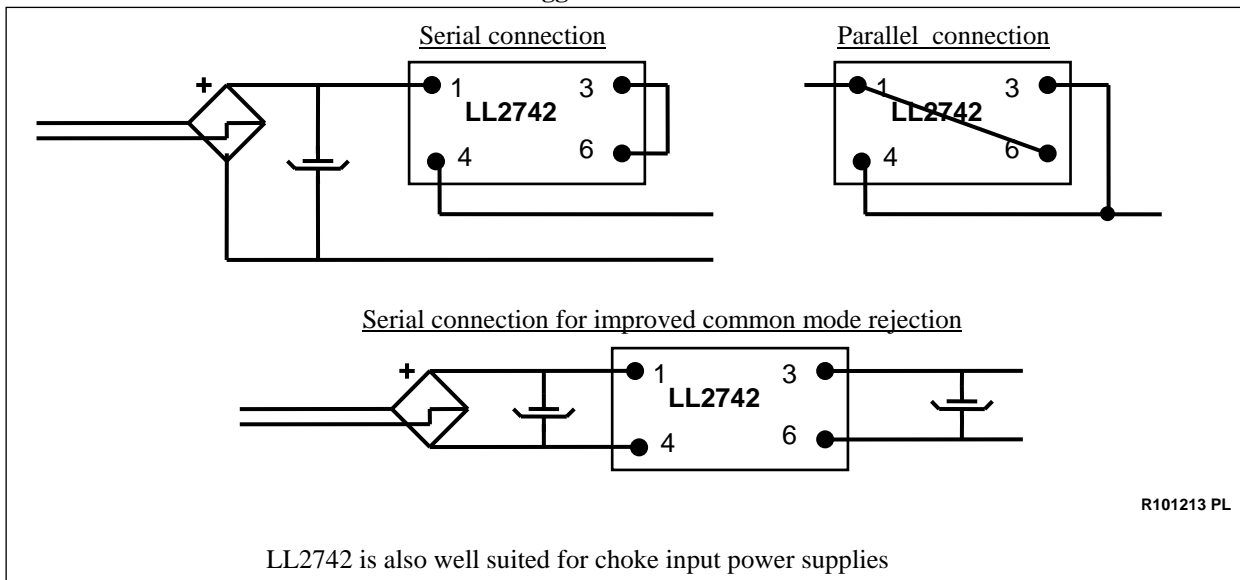 Serial connection
Parallel  connection
+
1
3
LL2742
4
6
1
3
LL2742
4
6
Serial connection for improved common mode rejection
+
1
3
LL2742
4
6
R101213 PL
LL2742 is also well suited for choke input power supplies